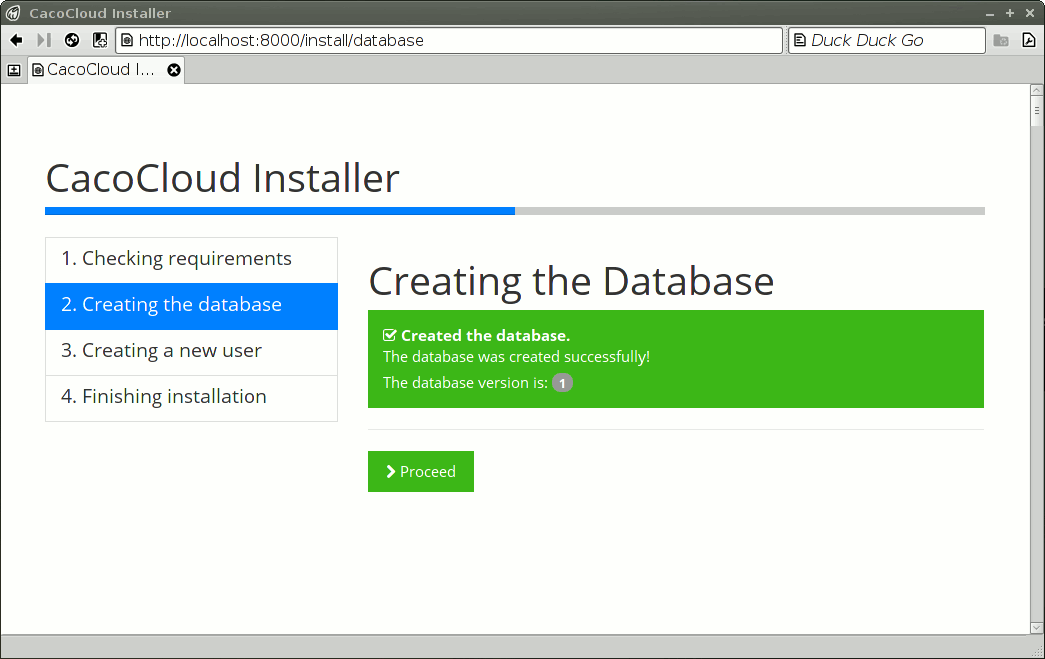 CacoCloud Installer
http://localhost:8000/install/database
Duck Duck Go
CacoCloud I...
CacoCloud Installer
1. Checking requirements
2. Creating the database
3. Creating a new user
4. Finishing installation
Creating the Database
Created the database.
The database was created successfully!
The database version is: 1
Proceed